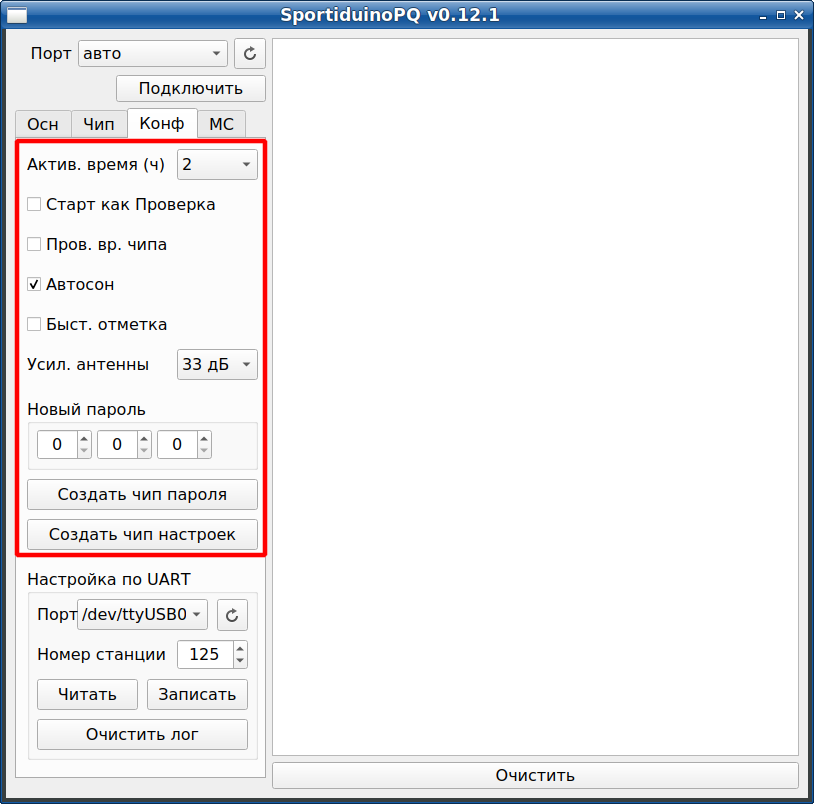 SportiduinoPQ v0.12.1
Порт авто
Подключить
Осн Чип Конф МС
Актив. время (ч) 2
Старт как Проверка
Пров. вр. чипа
Автосон
Быст. отметка
Усил. антенны 33 дБ
Новый пароль
0 0 0
Создать чип пароля
Создать чип настроек
Настройка по UART
Порт /dev/ttyUSB0
Номер станции 125
Читать Записать
Очистить лог
Очистить